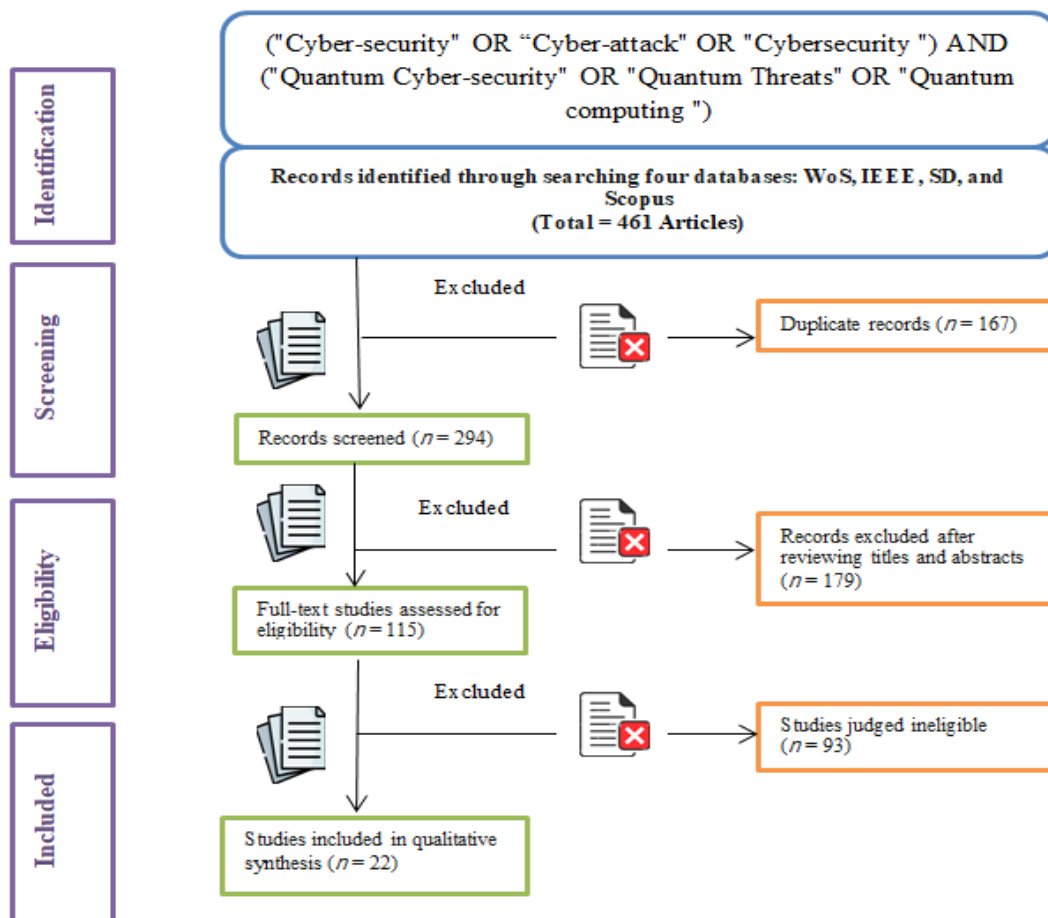 ("Cyber-security" OR “Cyber-attack" OR "Cybersecurity ") AND
("Quantum Cyber-security" OR "Quantum Threats" OR "Quantum
computing ")
Identification
Records identified through searching four databases: WoS, IEEE, SD, and
Scopus
(Total = 461 Articles)
Screening
Excluded
Duplicate records (n = 167)
Records screened (n = 294)
Eligibility
Excluded
Records excluded after
reviewing titles and abstracts
(n = 179)
Full-text studies assessed for
eligibility (n = 115)
Included
Excluded
Studies judged ineligible
(n = 93)
Studies included in qualitative
synthesis (n = 22)